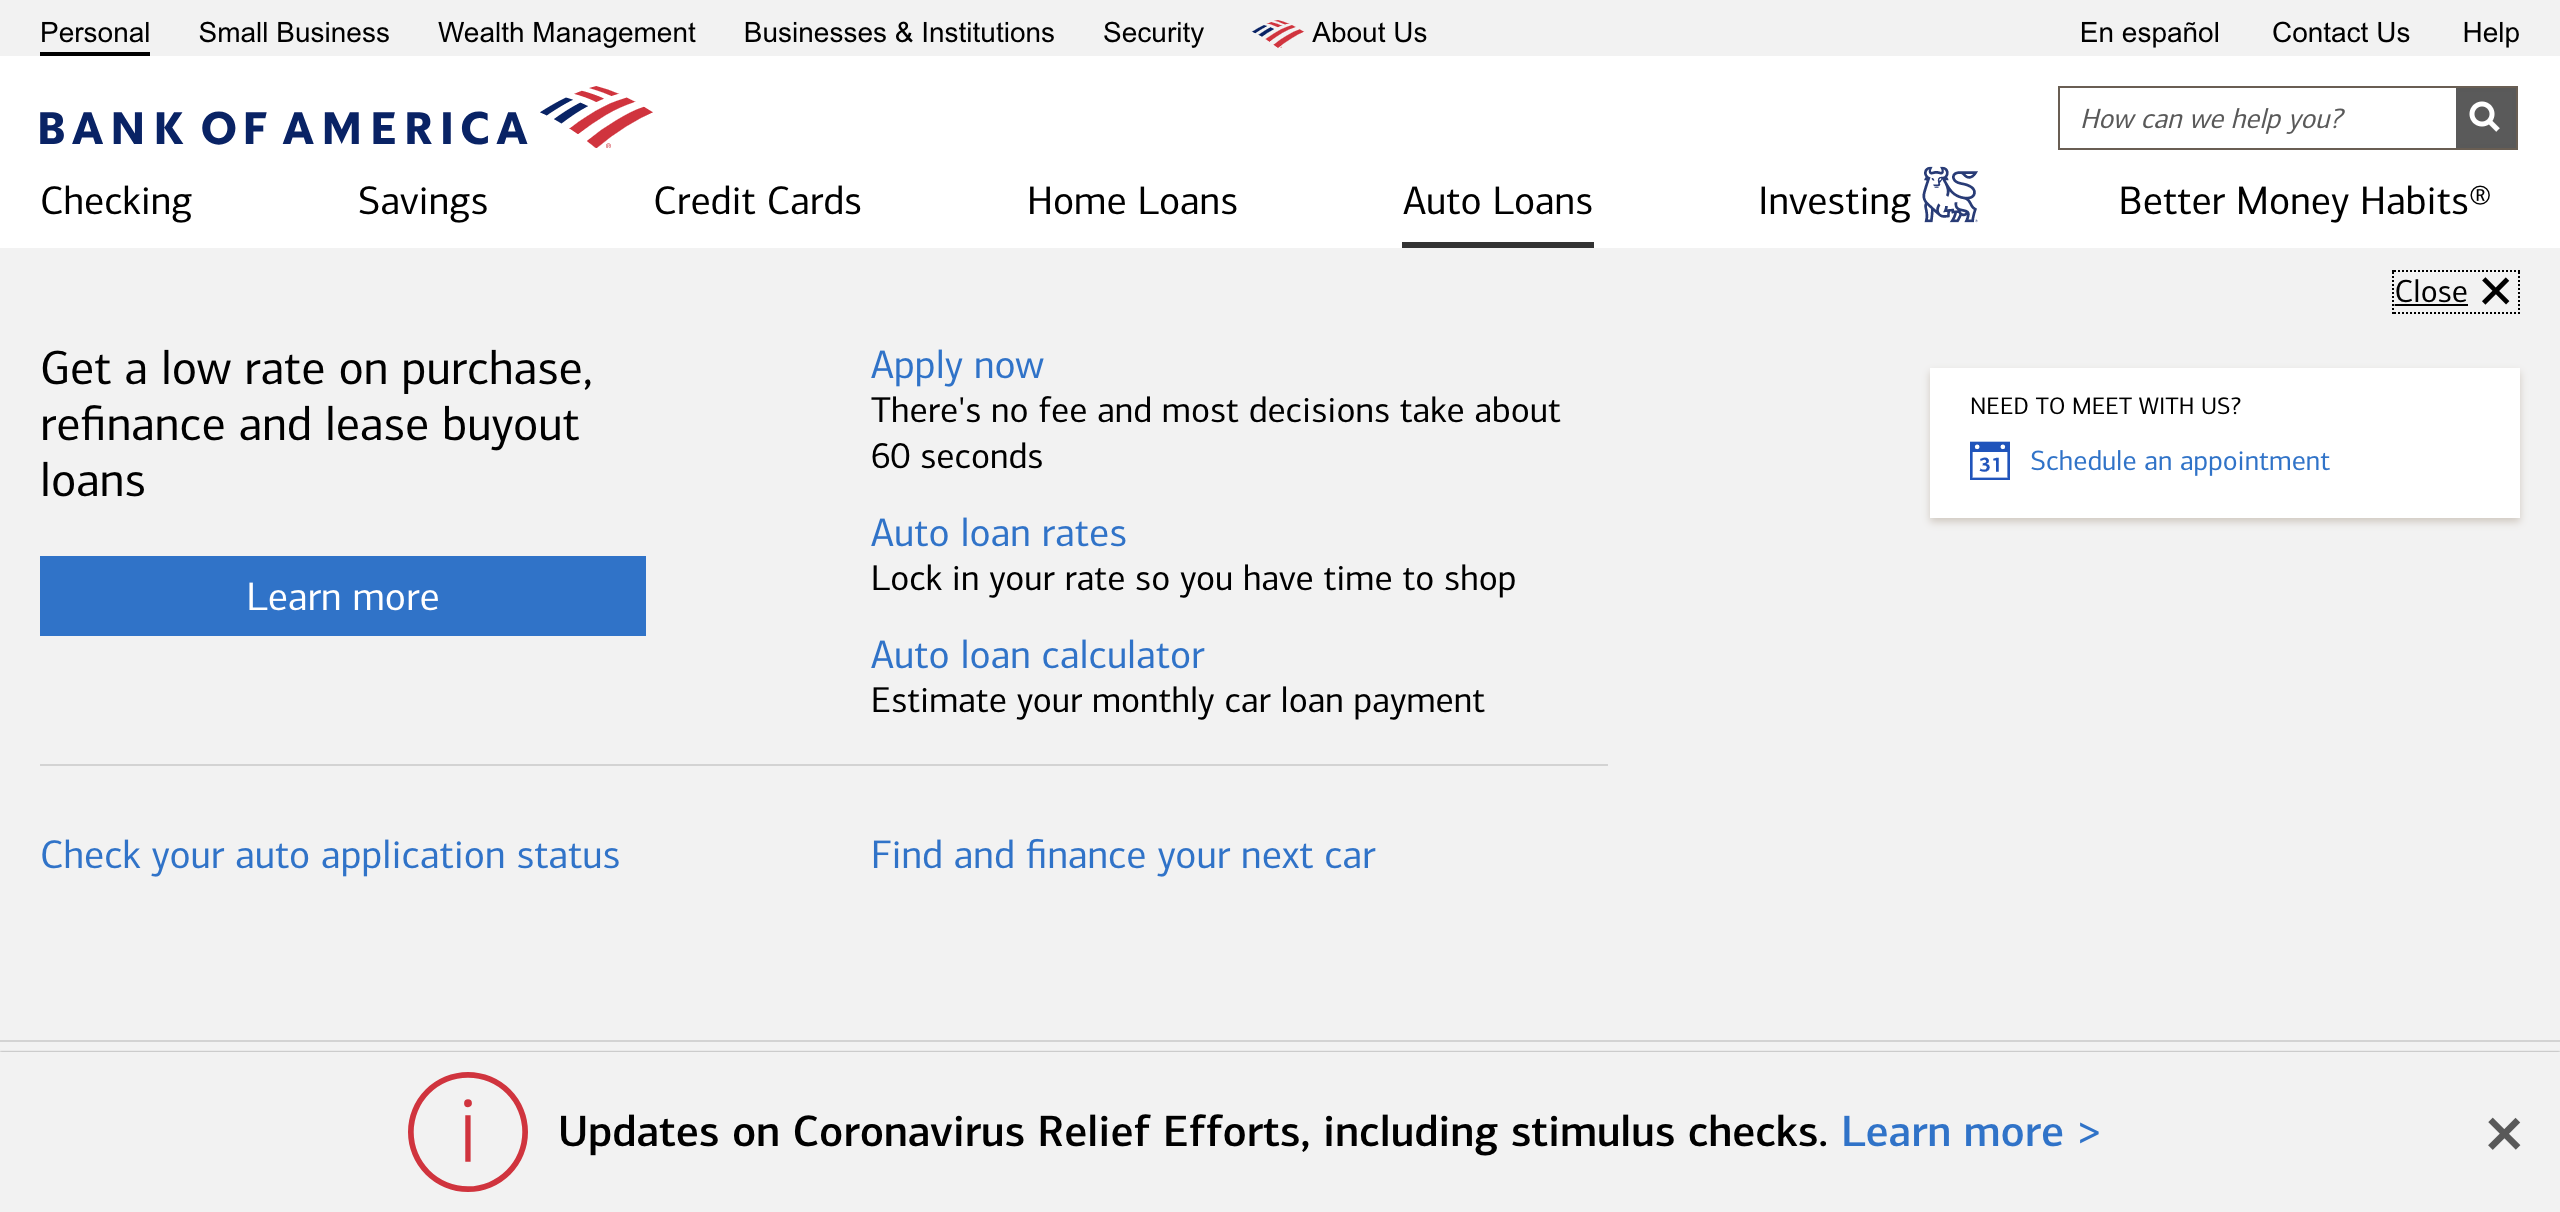 Personal Small Business Wealth Management Businesses & Institutions Security About Us En español Contact Us Help
BANK OF AMERICA ®
How can we help you?
Checking Savings Credit Cards Home Loans Auto Loans Investing Better Money Habits®
Close
Get a low rate on purchase,
refinance and lease buyout
loans
Learn more
Apply now
There's no fee and most decisions take about
60 seconds
Auto loan rates
Lock in your rate so you have time to shop
Auto loan calculator
Estimate your monthly car loan payment
NEED TO MEET WITH US?
31 Schedule an appointment
Check your auto application status
Find and finance your next car
i Updates on Coronavirus Relief Efforts, including stimulus checks. Learn more >